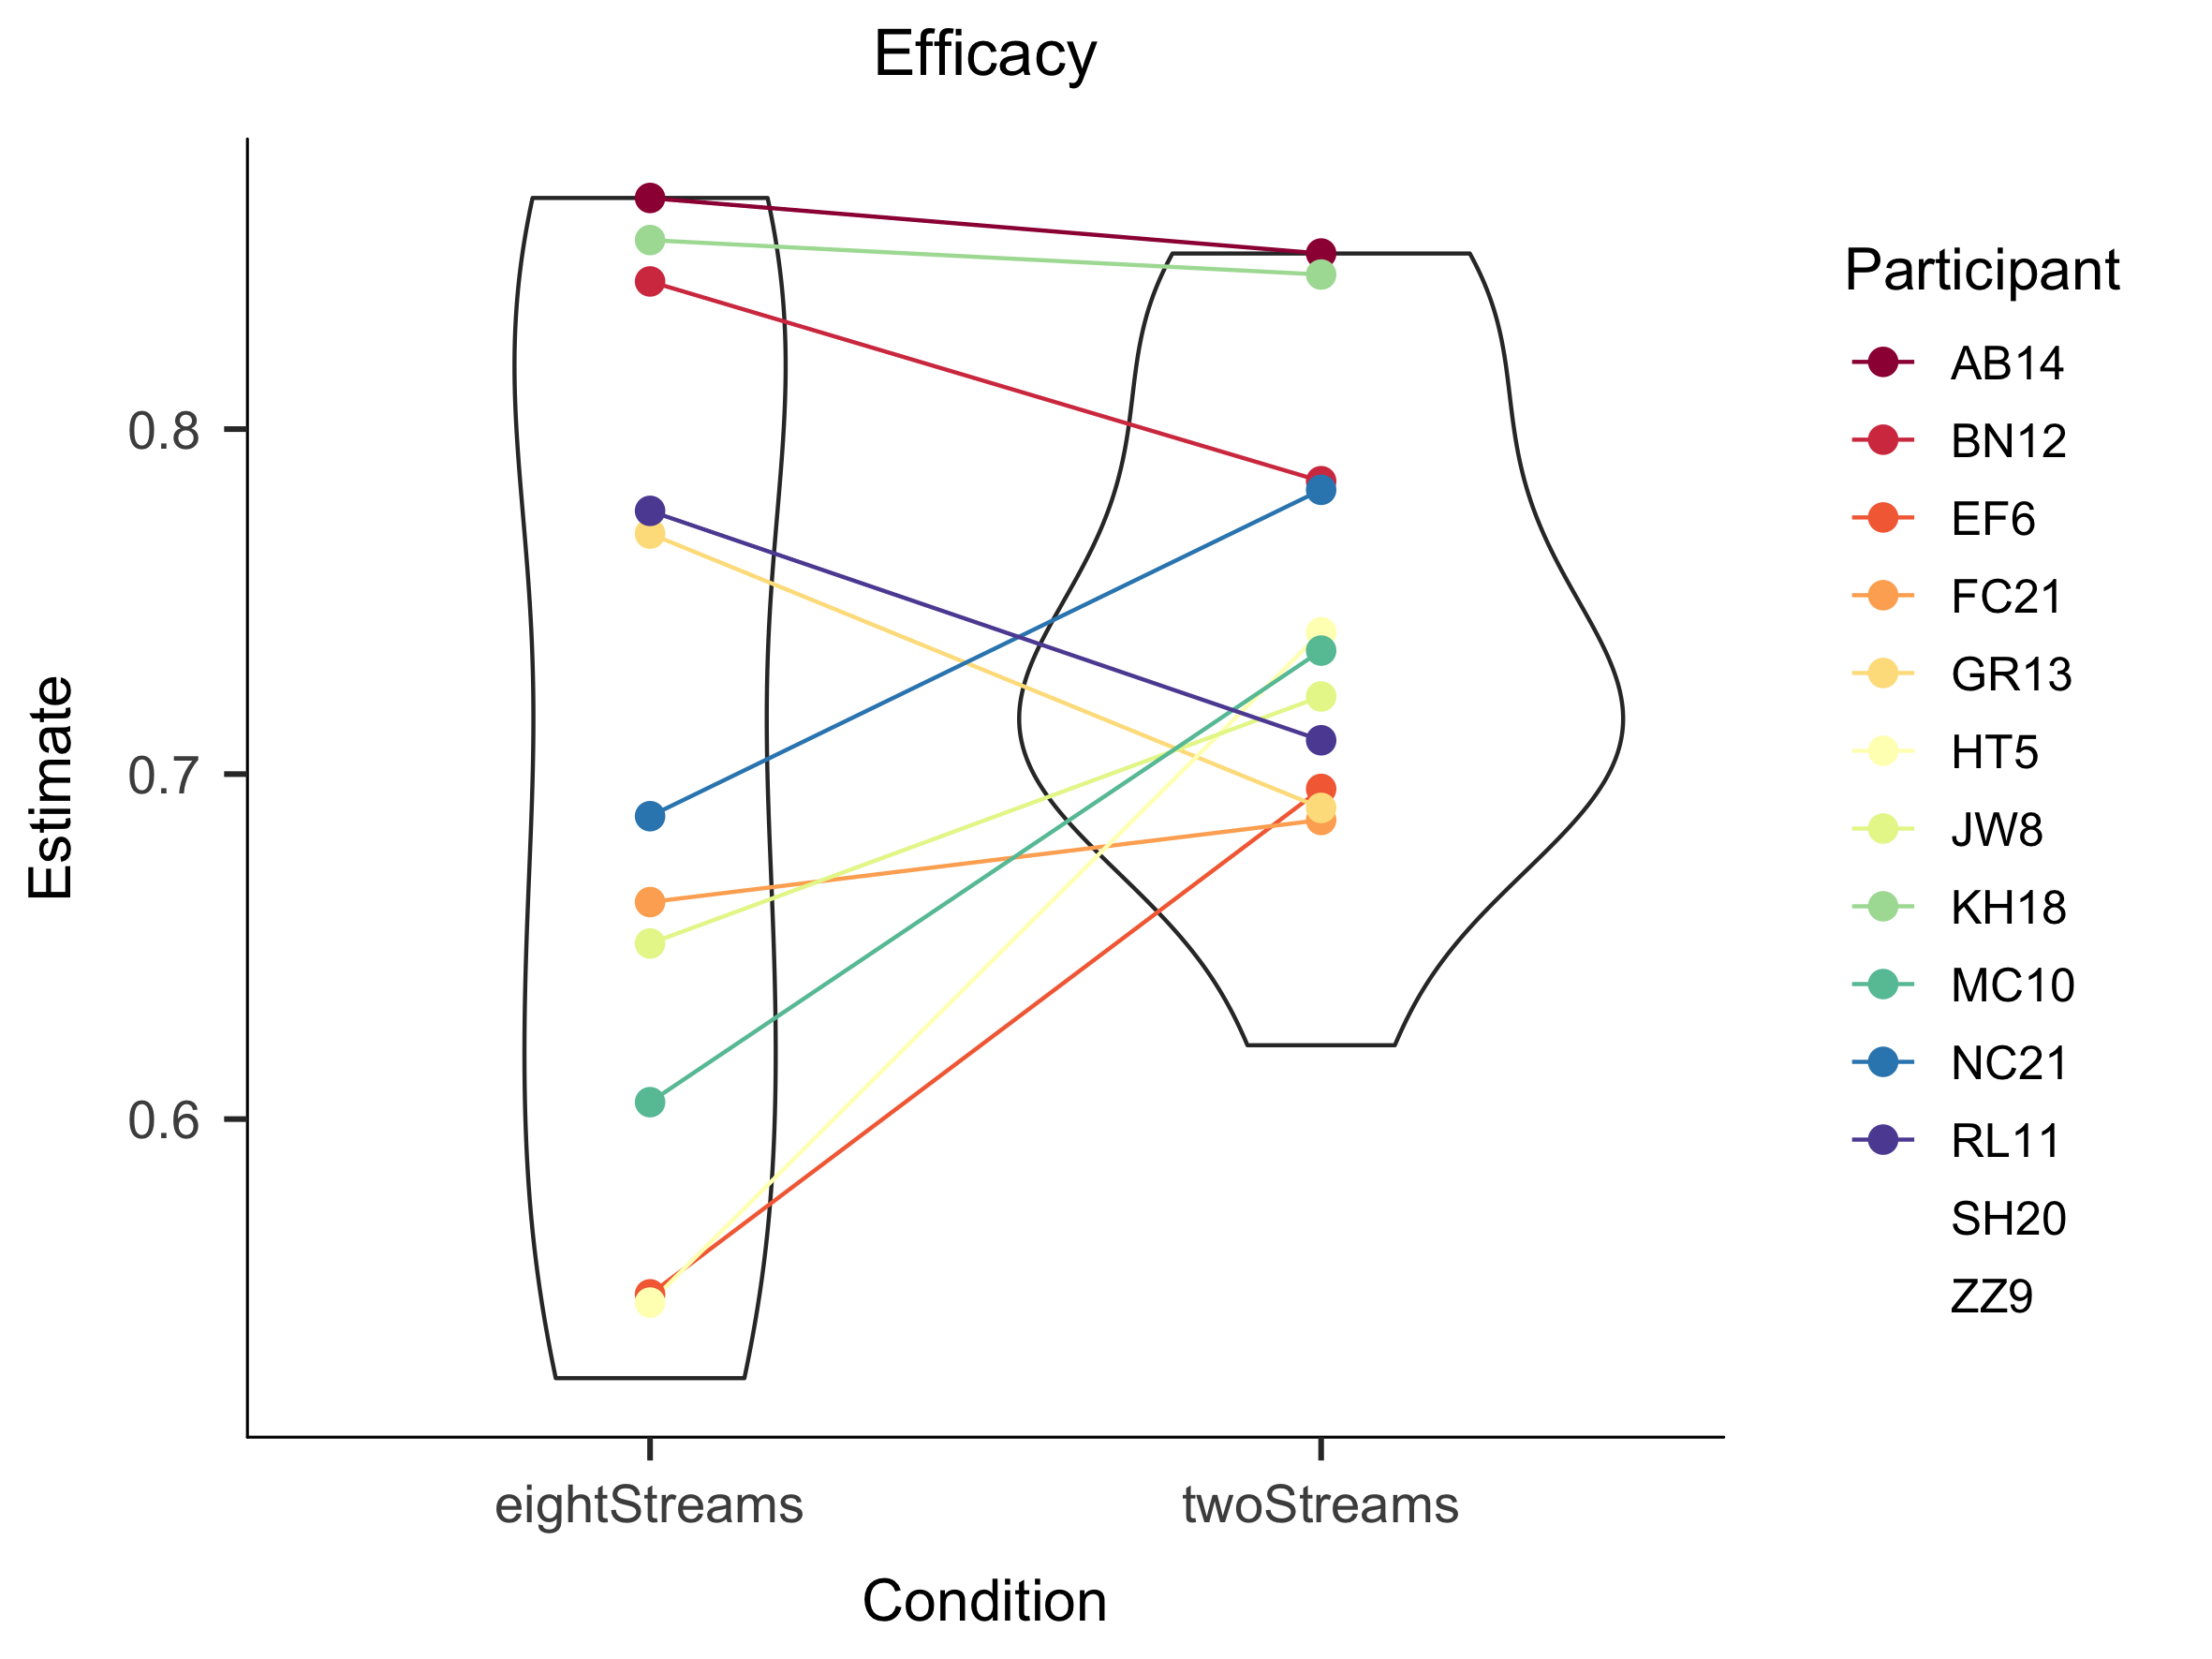 Efficacy
Estimate
0.8
0.7
0.6
eightStreams
twoStreams
Condition
Participant
AB14
BN12
EF6
FC21
GR13
HT5
JW8
KH18
MC10
NC21
RL11
SH20
ZZ9